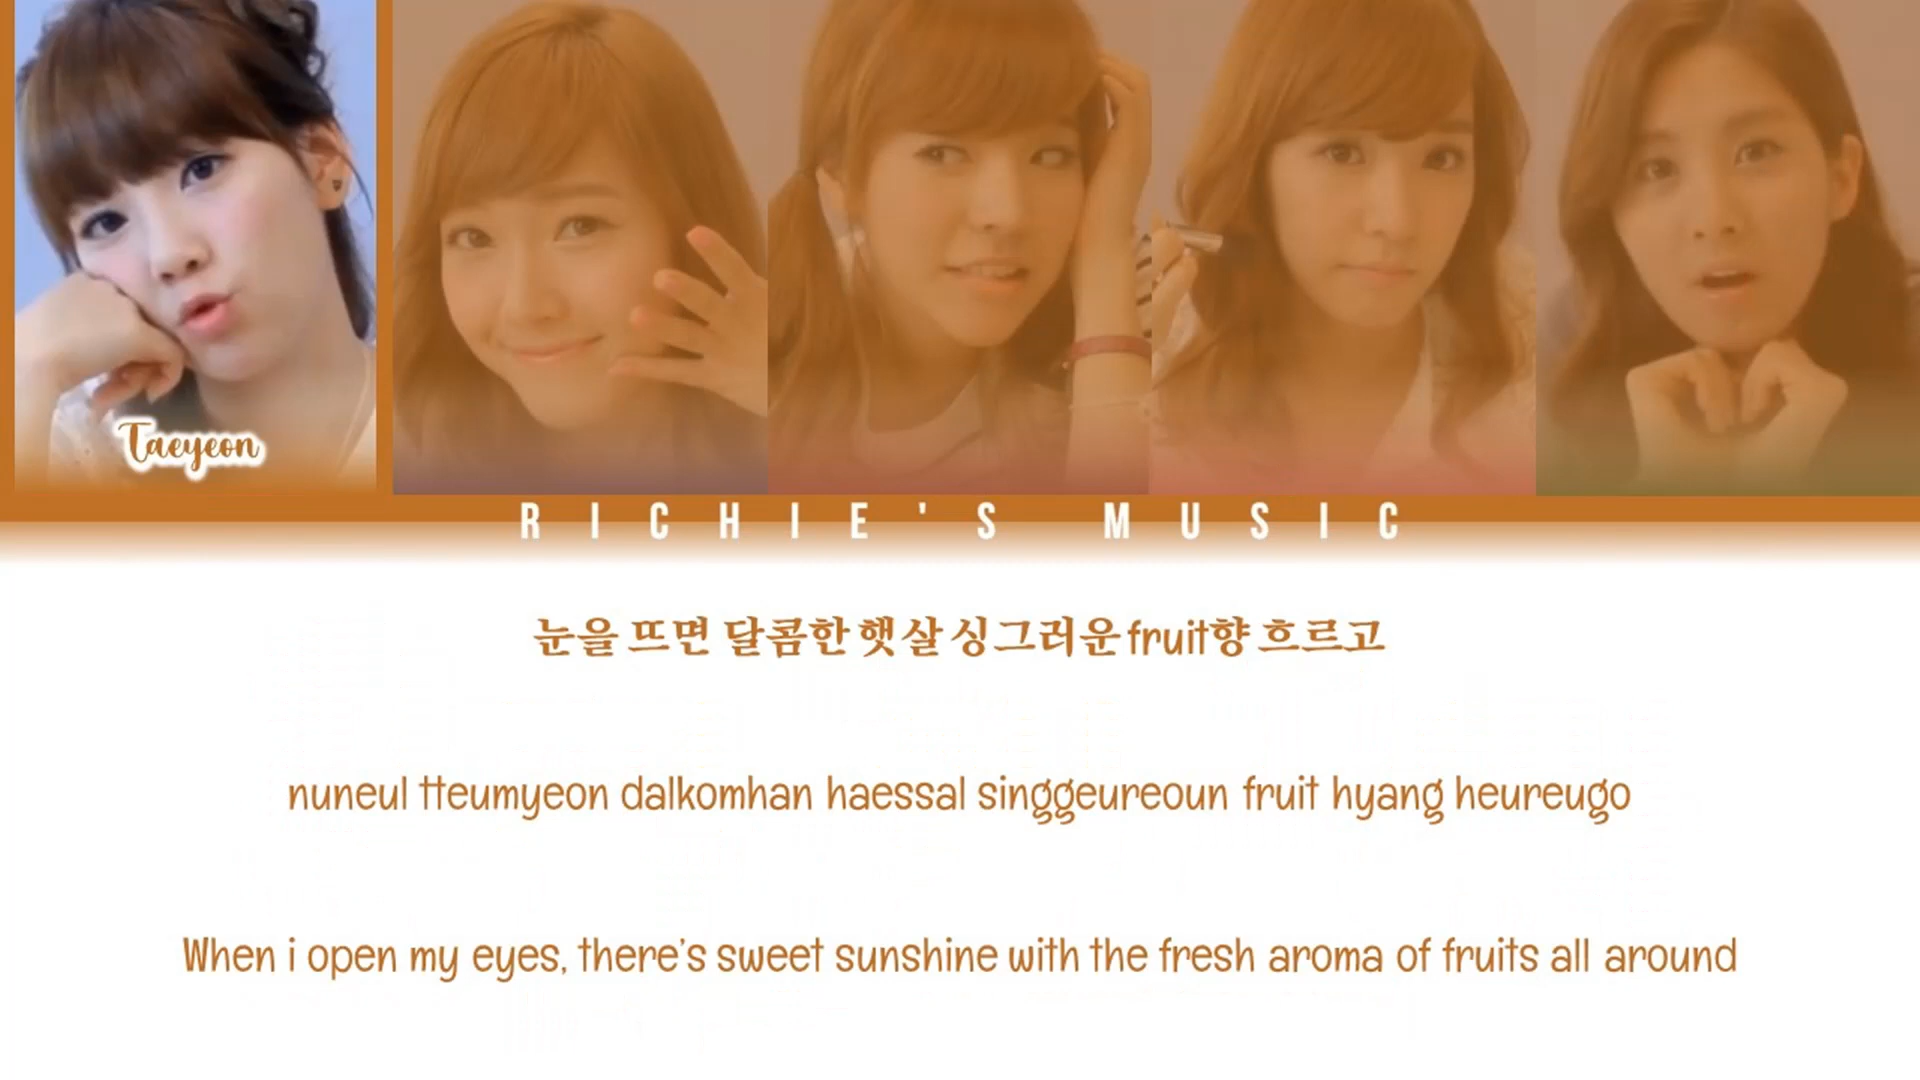 Taeyeon
RICHIE'S MUSIC
눈을 뜨면 달콤한 햇살 싱그러운 fruit향 흐르고
nuneul tteumyeon dalkomhan haessal singgeureoun fruit hyang heureugo
When i open my eyes, there's sweet sunshine with the fresh aroma of fruits all around